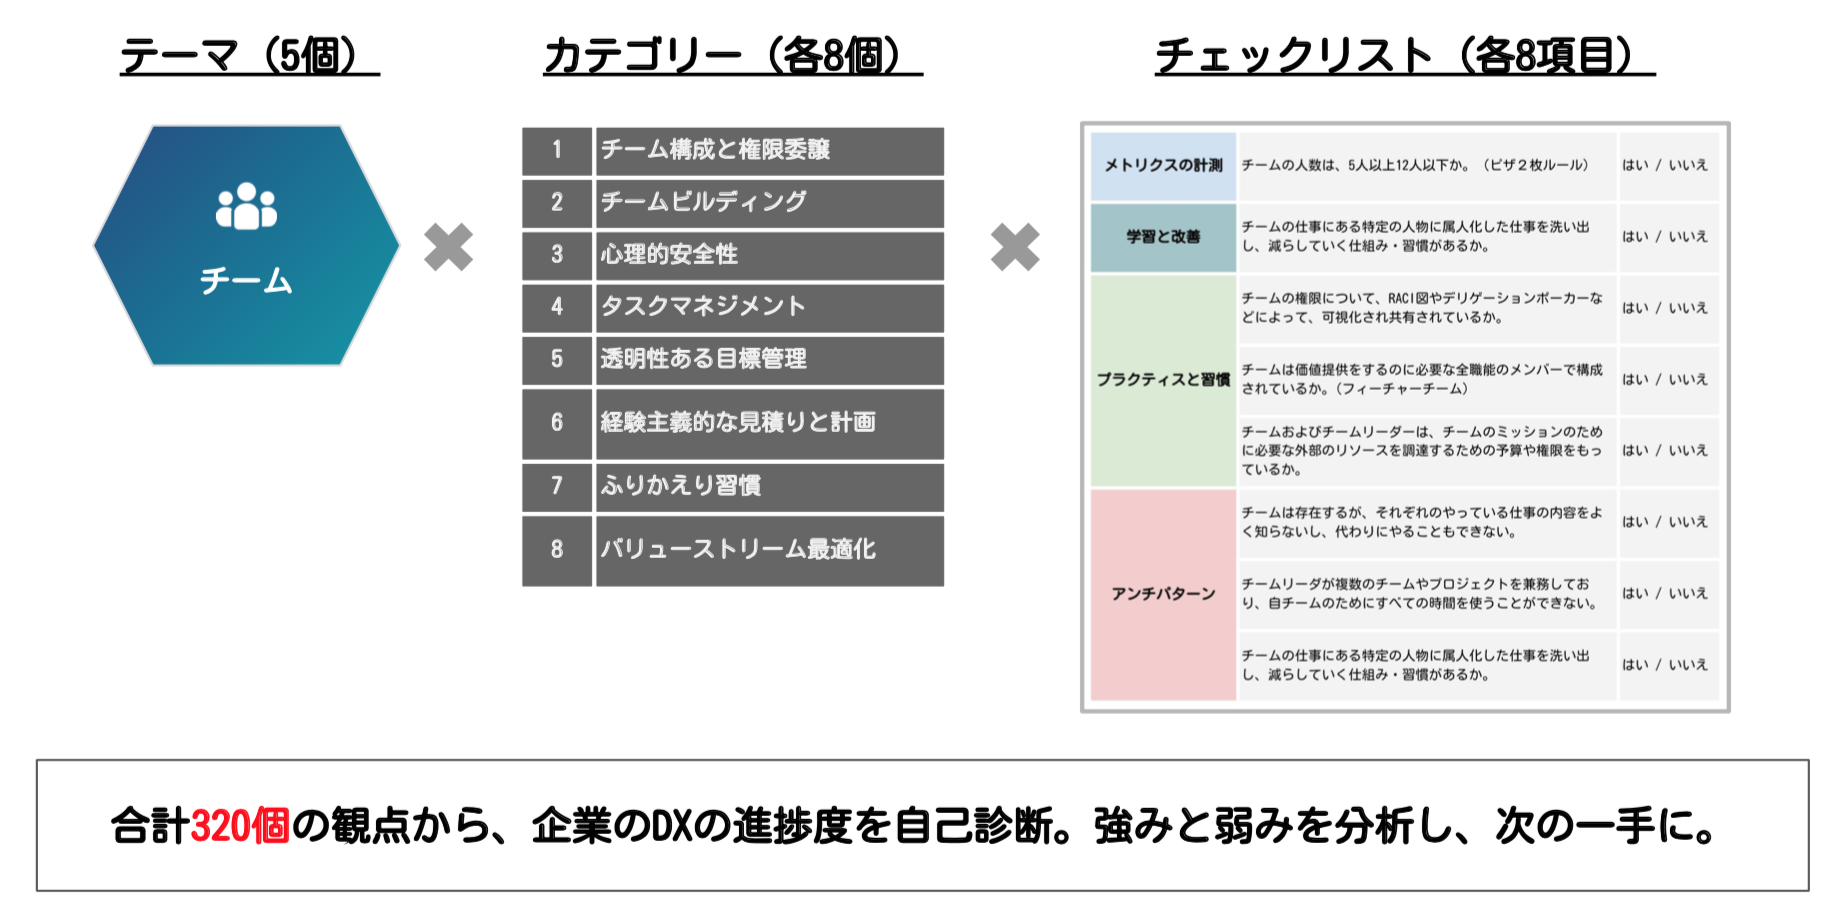 テーマ（5個）
カテゴリー（各8個）
チェックリスト（各8項目）
チーム
1 チーム構成と権限委譲
2 チームビルディング
3 心理的安全性
4 タスクマネジメント
5 透明性ある目標管理
6 経験主義的な見積りと計画
7 ふりかえり習慣
8 バリューストリーム最適化
メトリクスの計測
チームの人数は、5人以上12人以下か。（ピザ２枚ルール）
はい / いいえ
学習と改善
チームの仕事にある特定の人物に属人化した仕事を洗い出
し、減らしていく仕組み・習慣があるか。
はい / いいえ
プラクティスと習慣
チームの権限について、RACI図やデリゲーションポーカーな
どによって、可視化され共有されているか。
はい / いいえ
チームは価値提供をするのに必要な全職能のメンバーで構成
されているか。（フィーチャーチーム）
はい / いいえ
チームおよびチームリーダーは、チームのミッションのため
に必要な外部のリソースを調達するための予算や権限をもっ
ているか。
はい / いいえ
アンチパターン
チームは存在するが、それぞれのやっている仕事の内容をよ
く知らないし、代わりにやることもできない。
はい / いいえ
チームリーダが複数のチームやプロジェクトを兼務してお
り、自チームのためにすべての時間を使うことができない。
はい / いいえ
チームの仕事にある特定の人物に属人化した仕事を洗い出
し、減らしていく仕組み・習慣があるか。
はい / いいえ
合計320個の観点から、企業のDXの進捗度を自己診断。強みと弱みを分析し、次の一手に。